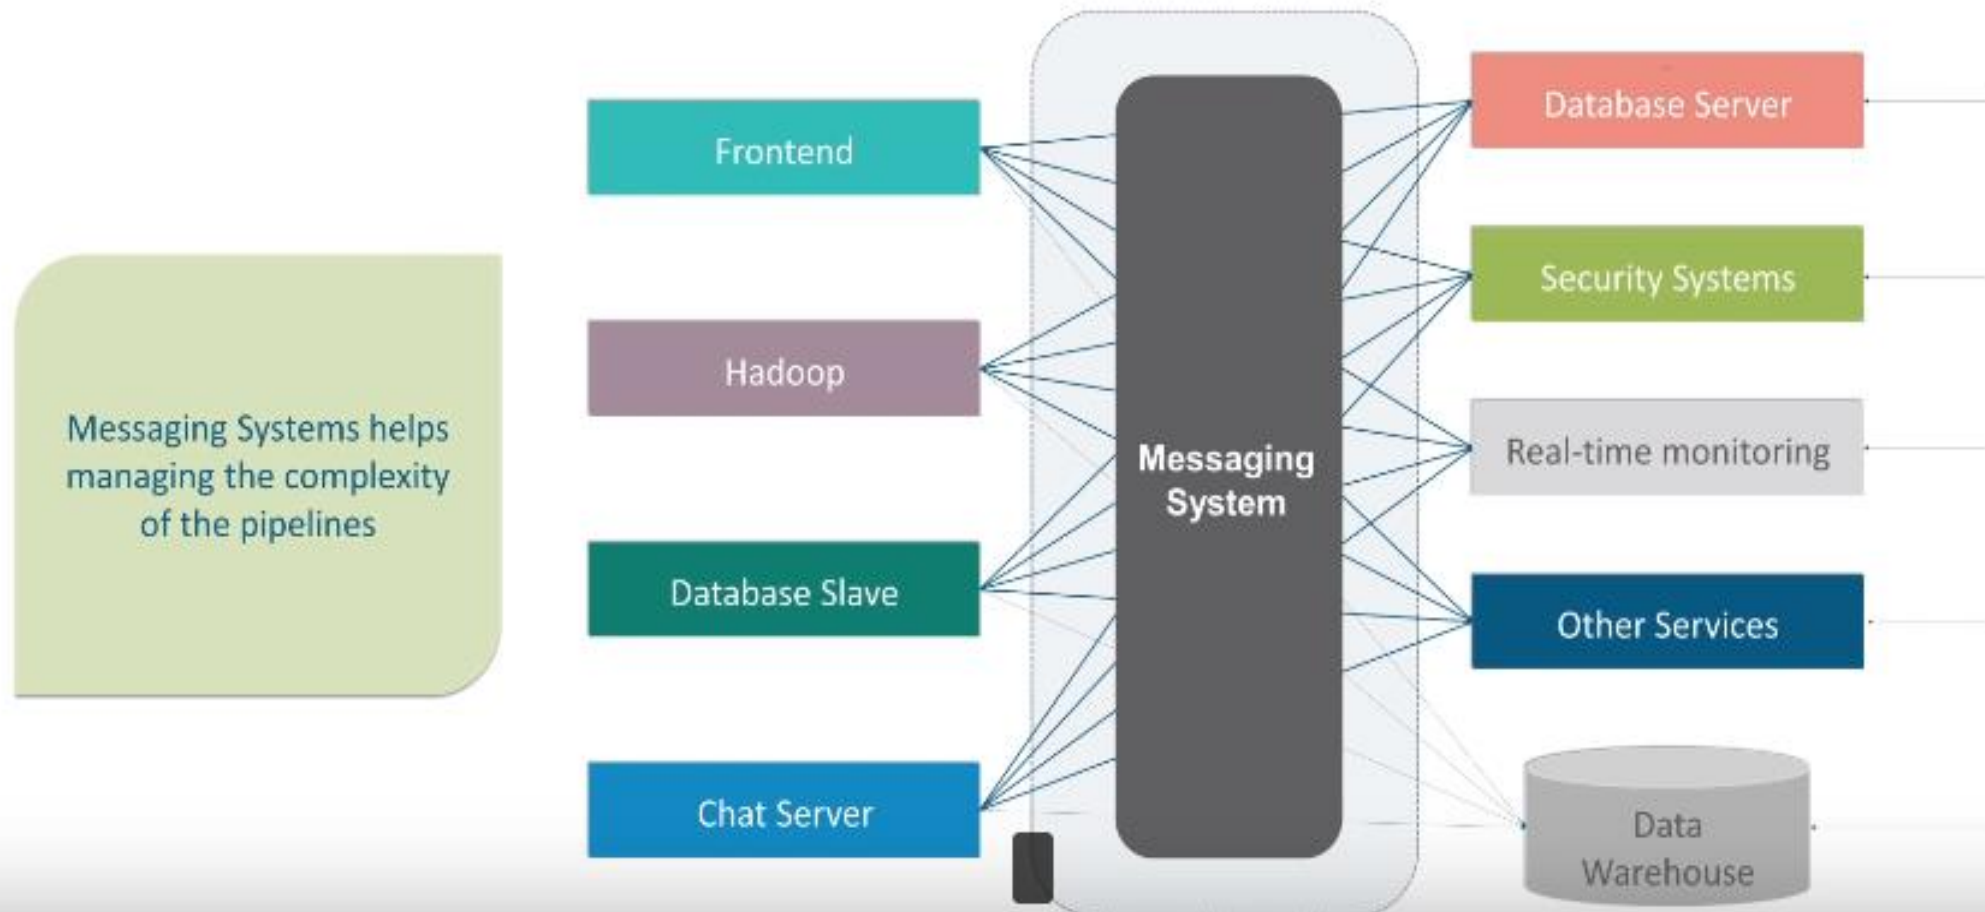 Messaging Systems helps
managing the complexity
of the pipelines
Frontend
Hadoop
Database Slave
Chat Server
Messaging
System
Database Server
Security Systems
Real-time monitoring
Other Services
Data
Warehouse